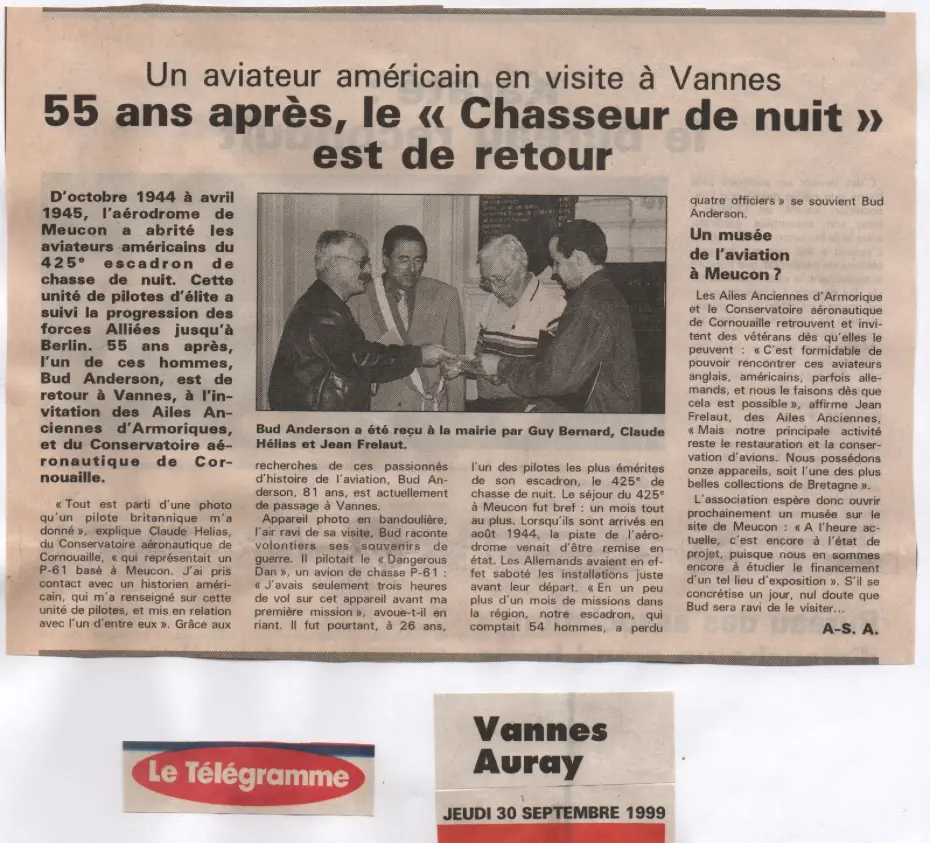 Un aviateur américain en visite à Vannes
55 ans après, le « Chasseur de nuit »
est de retour
D'octobre 1944 à avril
1945, l'aérodrome de
Meucon a abrité les
aviateurs américains du
425e escadron de
chasse de nuit. Cette
unité de pilotes d'élite a
suivi la progression des
forces Alliées jusqu'à
Berlin. 55 ans après,
l'un de ces hommes,
Bud Anderson, est de
retour à Vannes, à l'in-
vitation des Ailes An-
ciennes d'Armoriques,
et du Conservatoire aé-
ronautique de Cor-
nouaille.
« Tout est parti d'une photo
qu'un pilote britannique m'a
donné », explique Claude Helias,
du Conservatoire aéronautique de
Cornouaille, « qui représentait un
P-61 basé à Meucon. J'ai pris
contact avec un historien améri-
cain, qui m'a renseigné sur cette
unité de pilotes, et mis en relation
avec l'un d'entre eux ». Grâce aux
Bud Anderson a été reçu à la mairie par Guy Bernard, Claude
Hélias et Jean Frelaut.
recherches de ces passionnés
d'histoire de l'aviation, Bud An-
derson, 81 ans, est actuellement
de passage à Vannes.
Appareil photo en bandoulière,
l'air ravi de sa visite, Bud raconte
volontiers ses souvenirs de
guerre. Il pilotait le « Dangerous
Dan », un avion de chasse P-61 :
« J'avais seulement trois heures
de vol sur cet appareil avant ma
première mission », avoue-t-il en
riant. Il fut pourtant, à 26 ans,
l'un des pilotes les plus émérites
de son escadron, le 425e de
chasse de nuit. Le séjour du 425e
à Meucon fut bref : un mois tout
au plus. Lorsqu'ils sont arrivés en
août 1944, la piste de l'aéro-
drome venait d'être remise en
état. Les Allemands avaient en ef-
fet saboté les installations juste
avant leur départ. « En un peu
plus d'un mois de missions dans
la région, notre escadron, qui
comptait 54 hommes, a perdu
quatre officiers » se souvient Bud
Anderson.
Un musée
de l'aviation
à Meucon ?
Les Ailes Anciennes d'Armorique
et le Conservatoire aéronautique
de Cornouaille retrouvent et invi-
tent des vétérans dès qu'elles le
peuvent : « C'est formidable de
pouvoir rencontrer ces aviateurs
anglais, américains, parfois alle-
mands, et nous le faisons dès que
cela est possible », affirme Jean
Frelaut, des Ailes Anciennes,
« Mais notre principale activité
reste le restauration et la conser-
vation d'avions. Nous possédons
onze appareils, soit l'une des plus
belles collections de Bretagne ».
L'association espère donc ouvrir
prochainement un musée sur le
site de Meucon : « A l'heure ac-
tuelle, c'est encore à l'état de
projet, puisque nous en sommes
encore à étudier le financement
d'un tel lieu d'exposition ». S'il se
concrétise un jour, nul doute que
Bud sera ravi de le visiter...
A-S. A.
Le Télégramme
Vannes
Auray
JEUDI 30 SEPTEMBRE 1999